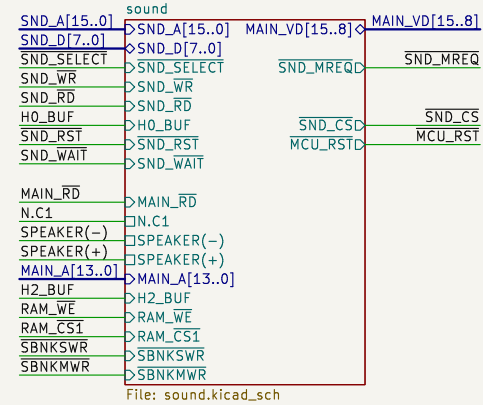 sound
SND_A[15..0] SND_A[15..0] MAIN_VD[15..8] MAIN_VD[15..8]
SND_D[7..0] SND_D[7..0]
SND_SELECT SND_SELECT SND_MREQ SND_MREQ
SND_WR SND_WR
SND_RD SND_RD
H0_BUF H0_BUF SND_CS SND_CS
SND_RST SND_RST MCU_RST MCU_RST
SND_WAIT SND_WAIT
MAIN_RD MAIN_RD
N.C1 N.C1
SPEAKER(-) SPEAKER(-)
SPEAKER(+) SPEAKER(+)
MAIN_A[13..0] MAIN_A[13..0]
H2_BUF H2_BUF
RAM_WE RAM_WE
RAM_CS1 RAM_CS1
SBNKSWR SBNKSWR
SBNKMWR SBNKMWR
File: sound.kicad_sch